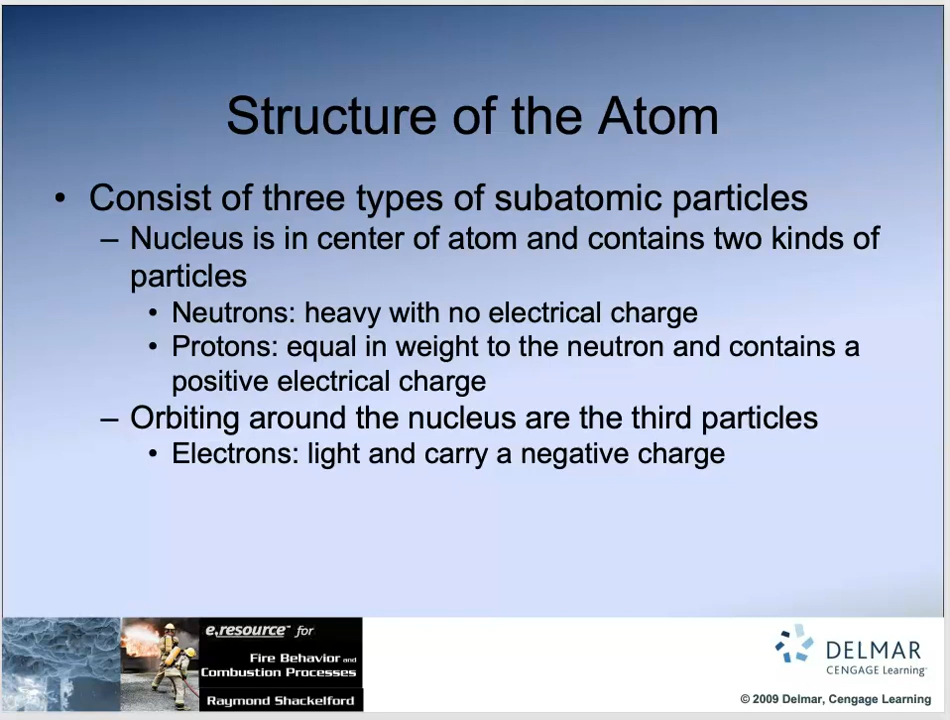 Structure of the Atom
• Consist of three types of subatomic particles
– Nucleus is in center of atom and contains two kinds of
particles
• Neutrons: heavy with no electrical charge
• Protons: equal in weight to the neutron and contains a
positive electrical charge
– Orbiting around the nucleus are the third particles
• Electrons: light and carry a negative charge
e.resource™ for
Fire Behavior and
Combustion Processes
Raymond Shackelford
DELMAR
CENGAGE Learning™
© 2009 Delmar, Cengage Learning